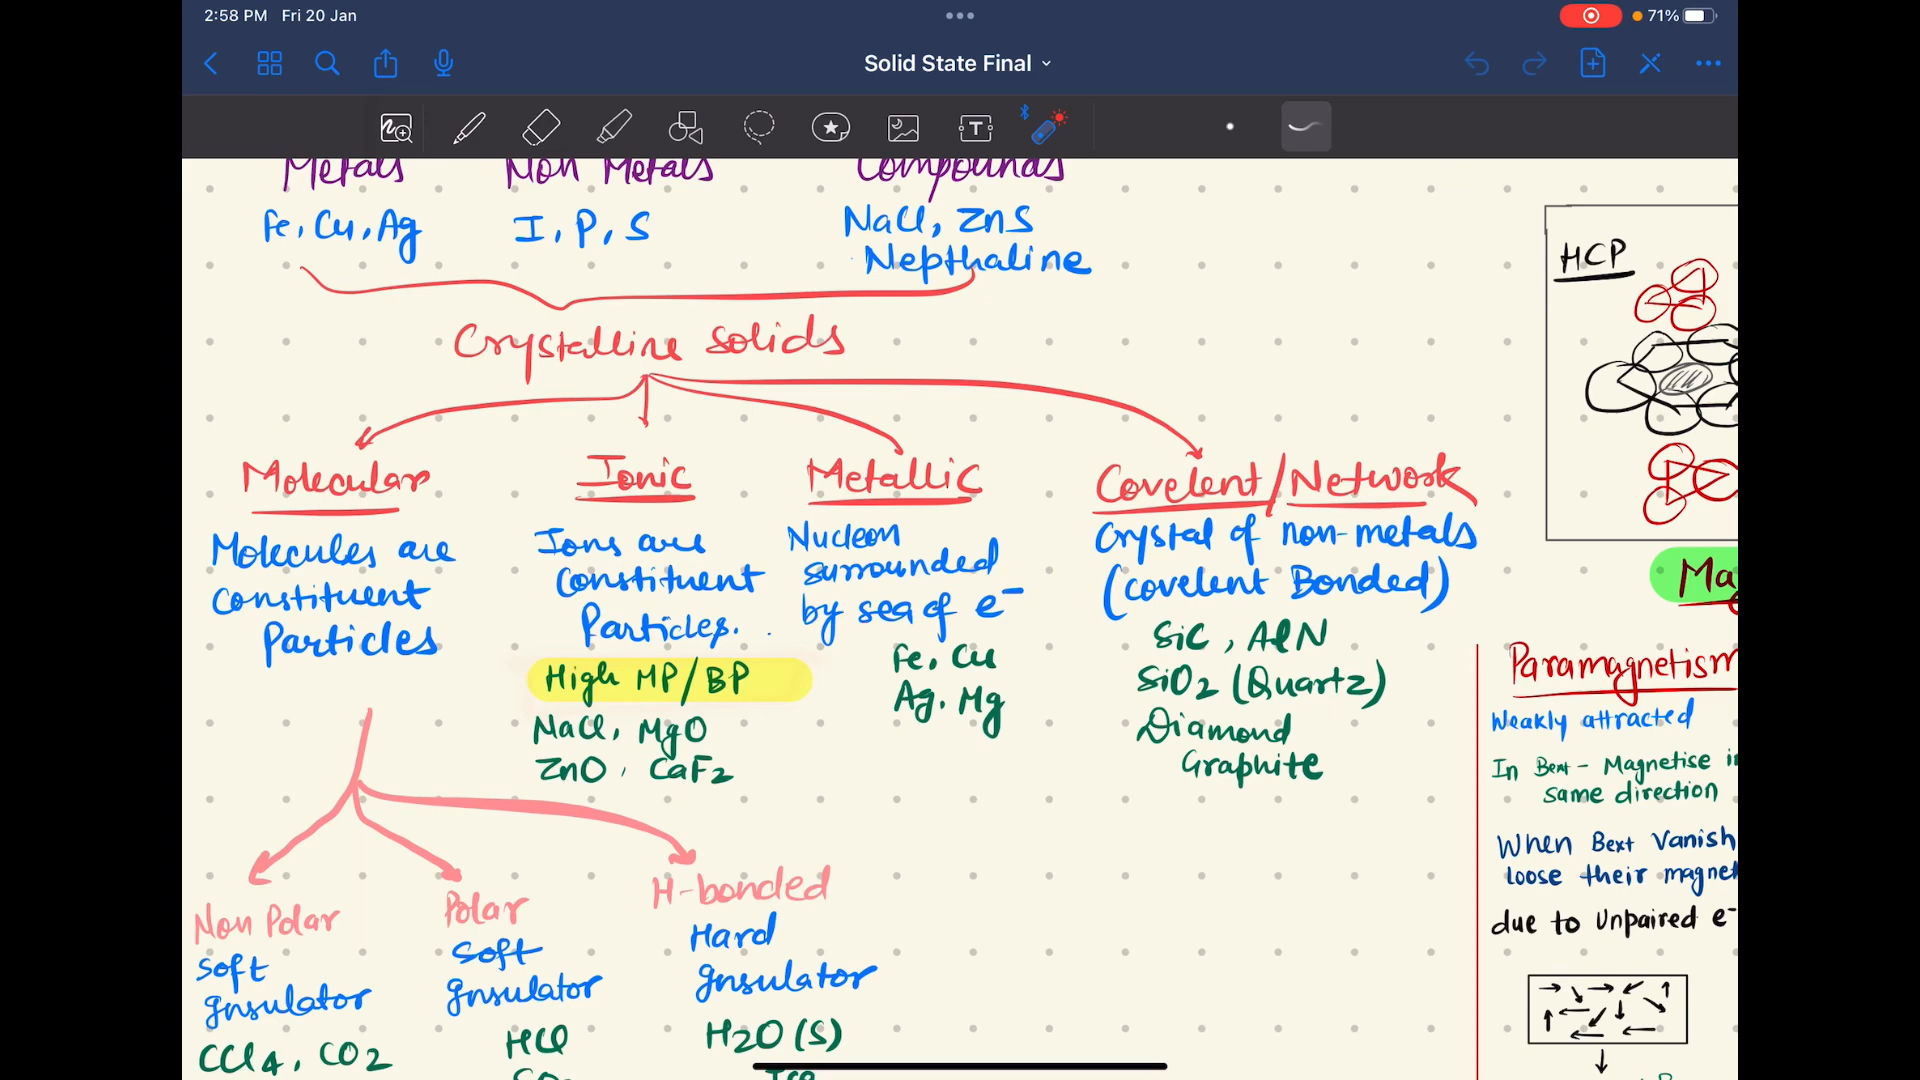 2:58 PM Fri 20 Jan
71%
Solid State Final
Metals Non Metals Compounds
Fe, Cu, Ag
I, P, S
NaCl, ZnS
Nepthaline
Crystalline solids
Molecular
Molecules are
Constituent
Particles
Ionic
Ions are
Constituent
Particles.
High MP/BP
NaCl, MgO
ZnO, CaF2
Metallic
Nucleon
surrounded
by sea of e-
Fe, Cu
Ag, Mg
Covelent/Network
Crystal of non-metals
(covelent Bonded)
SiC, AlN
SiO2 (Quartz)
Diamond
Graphite
Non Polar
Soft
Insulator
CCl4, CO2
Polar
Soft
Insulator
HCl
H-bonded
Hard
Insulator
H2O (S)
Ice
HCP
Ma
Paramagnetism
Weakly attracted
In Bext - Magnetise i
same direction
When Bext Vanish
loose their magne
due to Unpaired e-